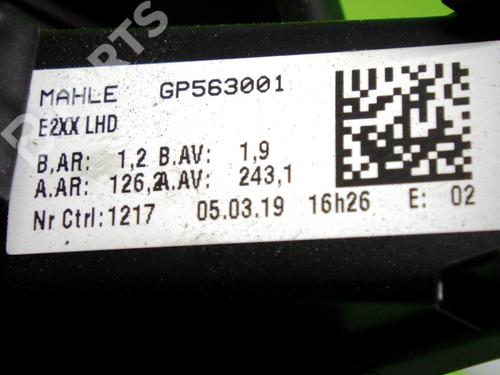 MAHLE GP563001
E2XX LHD
B,AR: 1,2 B.AV: 1,9
A.AR: 126,2 A.AV: 243,1
Nr Ctrl:1217 05.03.19 16h26 E: 02
PARTS